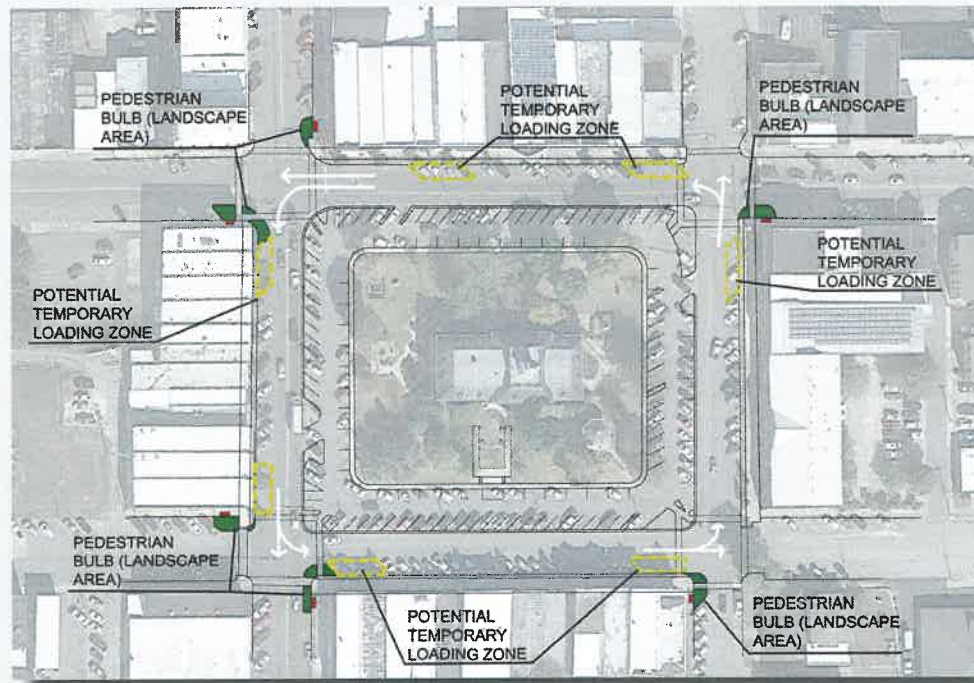 PEDESTRIAN
BULB (LANDSCAPE
AREA)
POTENTIAL
TEMPORARY
LOADING ZONE
PEDESTRIAN
BULB (LANDSCAPE
AREA)
POTENTIAL
TEMPORARY
LOADING ZONE
POTENTIAL
TEMPORARY
LOADING ZONE
PEDESTRIAN
BULB (LANDSCAPE
AREA)
POTENTIAL
TEMPORARY
LOADING ZONE
PEDESTRIAN
BULB (LANDSCAPE
AREA)